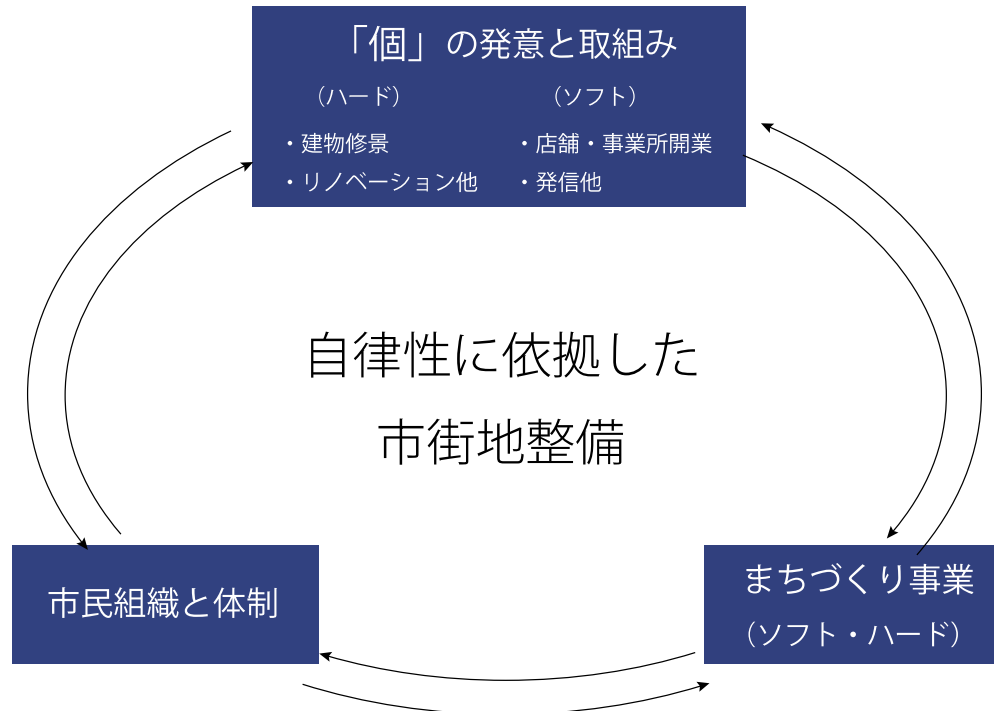 「個」の発意と取組み
（ハード）
（ソフト）
・建物修景
・店舗・事業所開業
・リノベーション他
・発信他
自律性に依拠した
市街地整備
市民組織と体制
まちづくり事業
（ソフト・ハード）